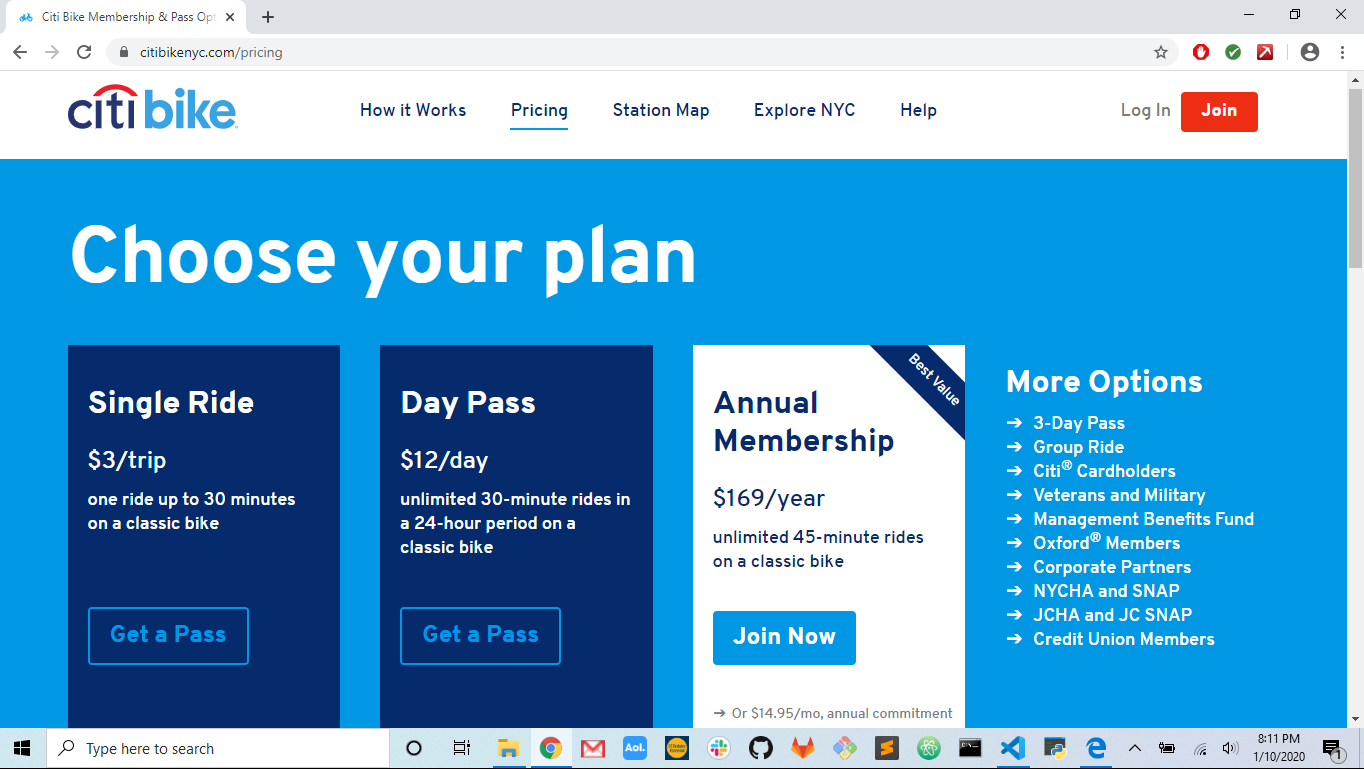 Citi Bike Membership & Pass Opt
citibikenyc.com/pricing
citi bike
How it Works
Pricing
Station Map
Explore NYC
Help
Log In
Join
Choose your plan
Single Ride
$3/trip
one ride up to 30 minutes
on a classic bike
Get a Pass
Day Pass
$12/day
unlimited 30-minute rides in
a 24-hour period on a
classic bike
Get a Pass
Best Value
Annual
Membership
$169/year
unlimited 45-minute rides
on a classic bike
Join Now
➔ Or $14.95/mo, annual commitment
More Options
➔ 3-Day Pass
➔ Group Ride
➔ Citi® Cardholders
➔ Veterans and Military
➔ Management Benefits Fund
➔ Oxford® Members
➔ Corporate Partners
➔ NYCHA and SNAP
➔ JCHA and JC SNAP
➔ Credit Union Members
Type here to search
Aol.
8:11 PM
1/10/2020
1